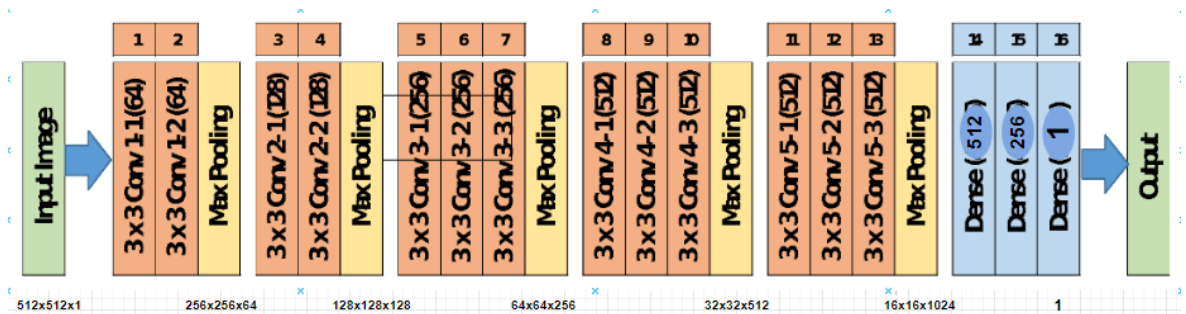 1 2 3 4 5 6 7 8 9 10 11 12 13 14 15 16
Input Image
3 x 3 Conv 1-1 (64)
3 x 3 Conv 1-2 (64)
Max Pooling
3 x 3 Conv 2-1 (128)
3 x 3 Conv 2-2 (128)
Max Pooling
3 x 3 Conv 3-1 (256)
3 x 3 Conv 3-2 (256)
3 x 3 Conv 3-3 (256)
Max Pooling
3 x 3 Conv 4-1 (512)
3 x 3 Conv 4-2 (512)
3 x 3 Conv 4-3 (512)
Max Pooling
3 x 3 Conv 5-1 (512)
3 x 3 Conv 5-2 (512)
3 x 3 Conv 5-3 (512)
Max Pooling
Dense (512)
Dense (256)
Dense (1)
Output
512x512x1 256x256x64 128x128x128 64x64x256 32x32x512 16x16x1024 1